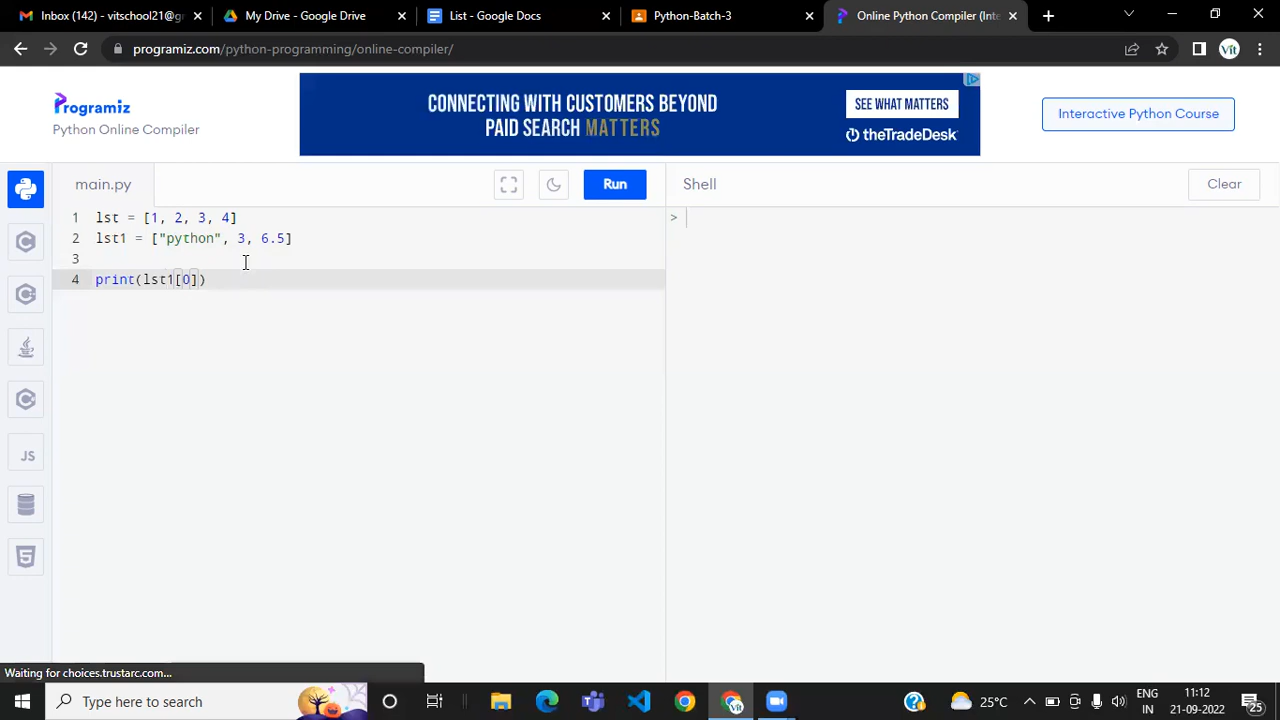 Inbox (142) - vitschool21@g
My Drive - Google Drive
List - Google Docs
Python-Batch-3
Online Python Compiler (Inte
programiz.com/python-programming/online-compiler/
Vit
Programiz
Python Online Compiler
CONNECTING WITH CUSTOMERS BEYOND
PAID SEARCH MATTERS
SEE WHAT MATTERS
theTradeDesk
Interactive Python Course
main.py
Run
Shell
Clear
1 lst = [1, 2, 3, 4]
2 lst1 = ["python", 3, 6.5]
3
4 print(lst1[0])
>
JS
Waiting for choices.trustarc.com...
Type here to search
25°C
ENG
IN
11:12
21-09-2022
25